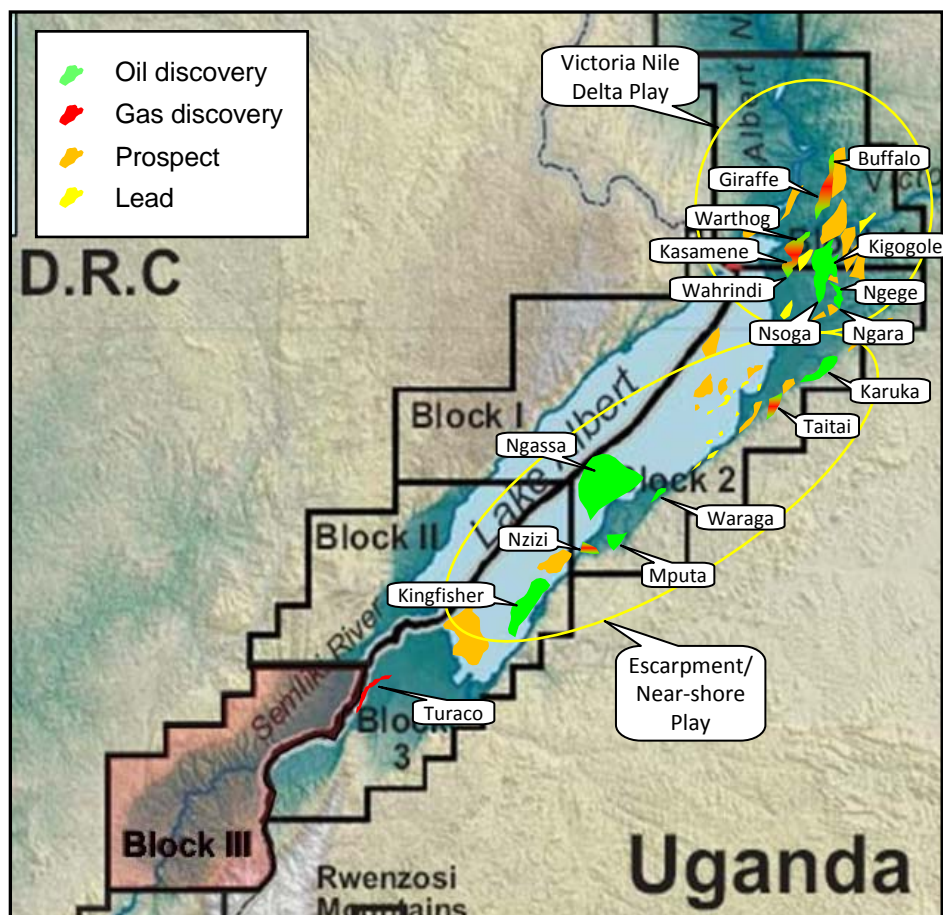 Oil discovery
Gas discovery
Prospect
Lead
Victoria Nile
Delta Play
N
Albert
Buffalo
Giraffe
Victo
Warthog
Kasamene
Kigogole
D.R.C
Wahrindi
Ngege
Nsoga
Ngara
Karuka
Block I
Lake Albert
Taitai
Ngassa
Block 2
Waraga
Block II
Nzizi
Mputa
Kingfisher
Semliki River
Escarpment/
Near-shore
Play
Turaco
Block
3
Block III
Uganda
Rwenzosi
Mountains